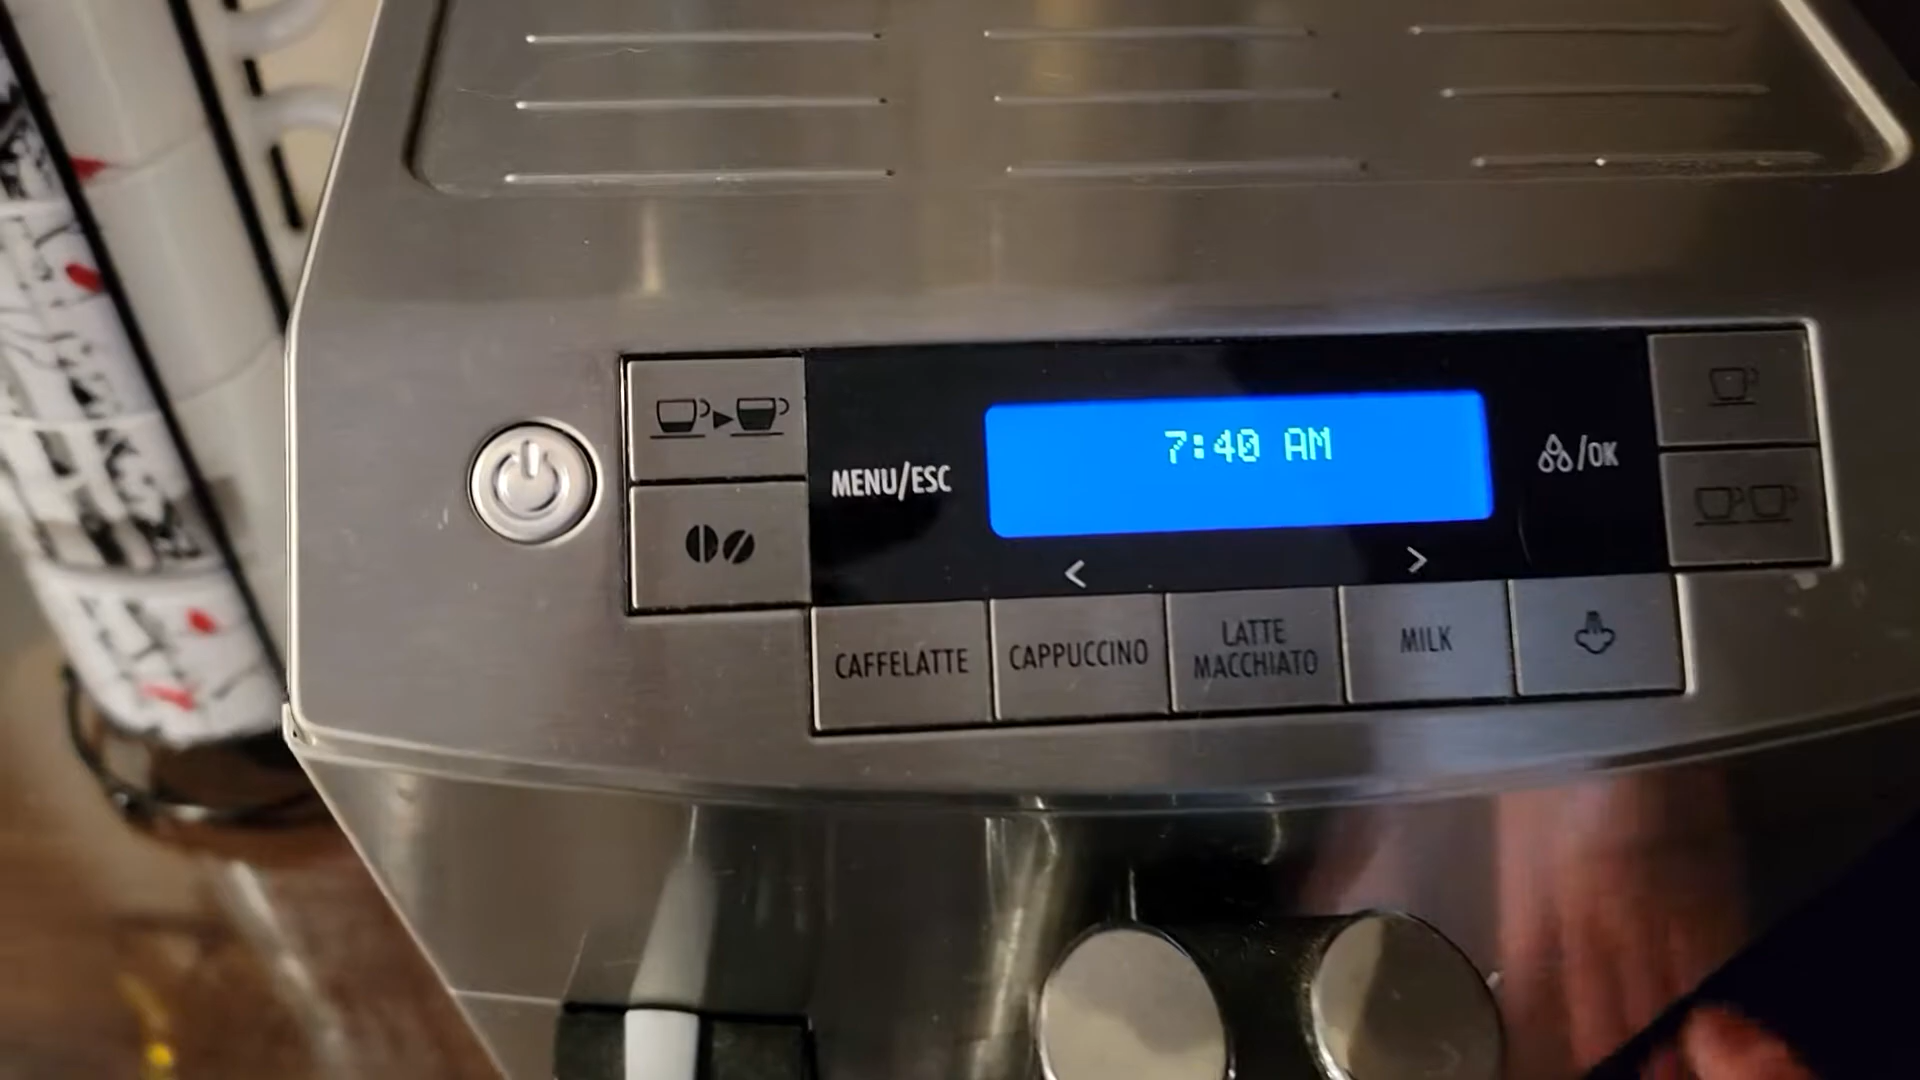 7:40 AM
MENU/ESC
/OK
<
>
CAFFELATTE
CAPPUCCINO
LATTE
MACCHIATO
MILK